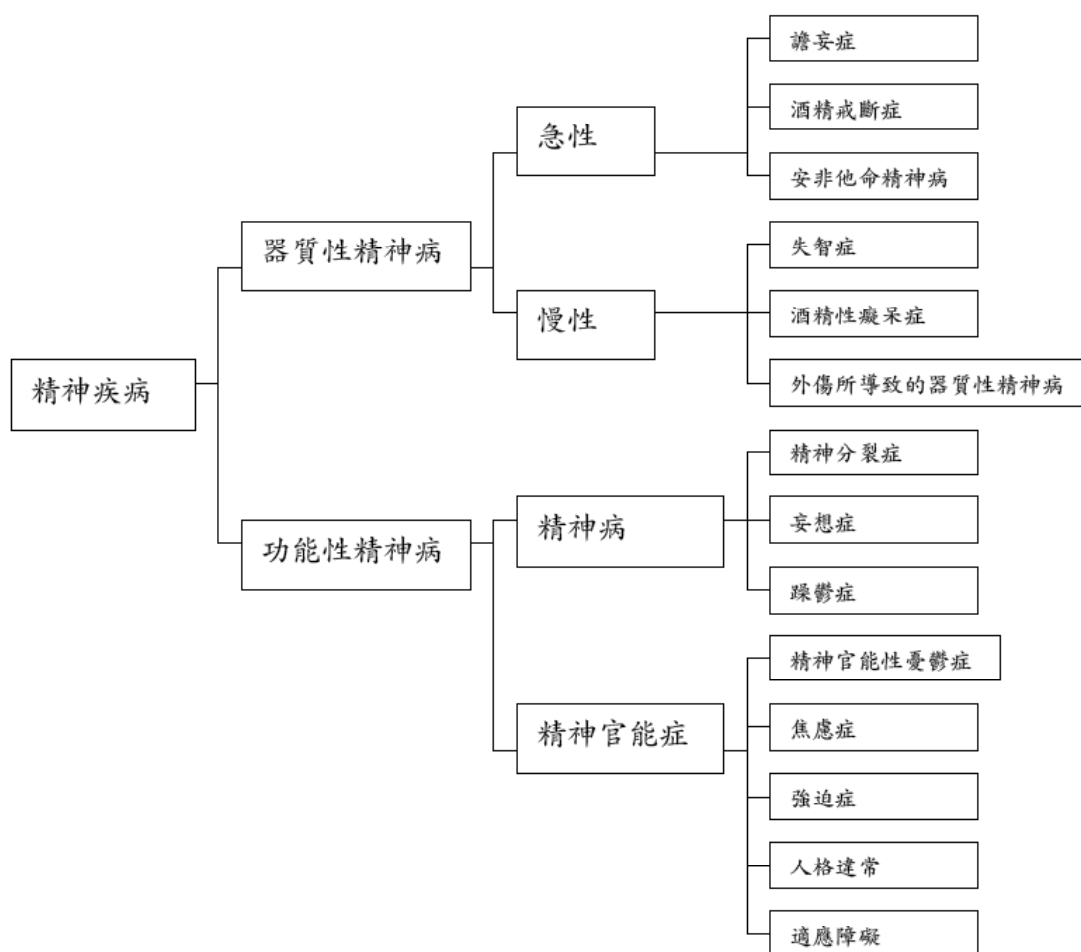 精神疾病
器質性精神病
急性
譫妄症
酒精戒斷症
安非他命精神病
慢性
失智症
酒精性癡呆症
外傷所導致的器質性精神病
功能性精神病
精神病
精神分裂症
妄想症
躁鬱症
精神官能症
精神官能性憂鬱症
焦慮症
強迫症
人格違常
適應障礙